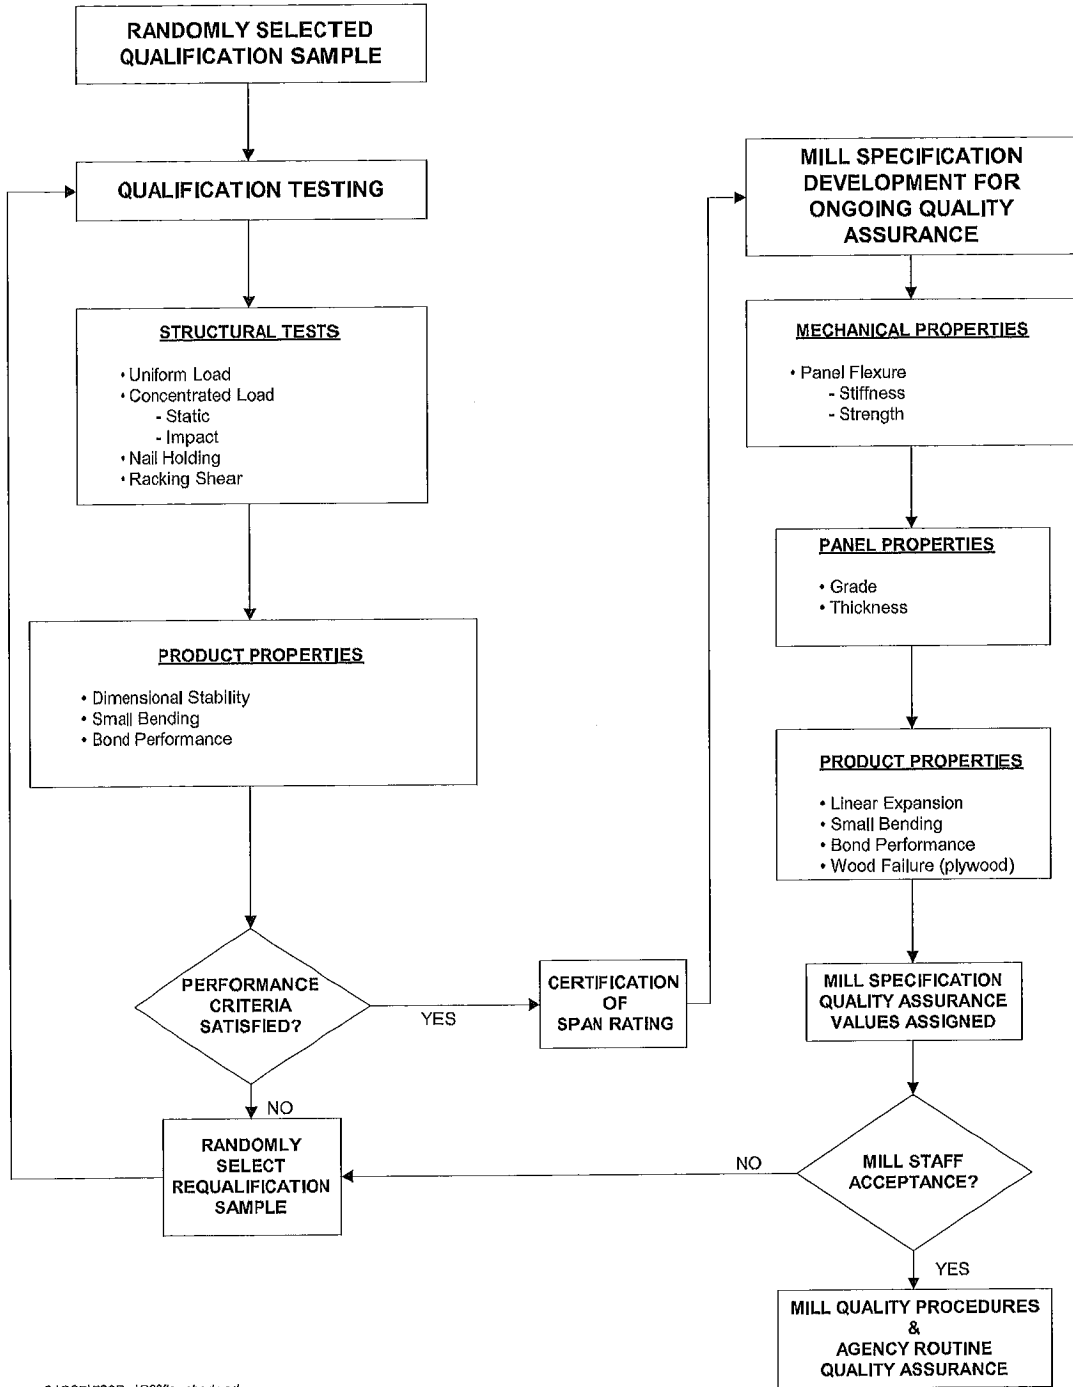 RANDOMLY SELECTED
QUALIFICATION SAMPLE
QUALIFICATION TESTING
STRUCTURAL TESTS
• Uniform Load
• Concentrated Load
- Static
- Impact
• Nail Holding
• Racking Shear
PRODUCT PROPERTIES
• Dimensional Stability
• Small Bending
• Bond Performance
PERFORMANCE
CRITERIA
SATISFIED?
YES
NO
CERTIFICATION
OF
SPAN RATING
RANDOMLY
SELECT
REQUALIFICATION
SAMPLE
MILL SPECIFICATION
DEVELOPMENT FOR
ONGOING QUALITY
ASSURANCE
MECHANICAL PROPERTIES
• Panel Flexure
- Stiffness
- Strength
PANEL PROPERTIES
• Grade
• Thickness
PRODUCT PROPERTIES
• Linear Expansion
• Small Bending
• Bond Performance
• Wood Failure (plywood)
MILL SPECIFICATION
QUALITY ASSURANCE
VALUES ASSIGNED
MILL STAFF
ACCEPTANCE?
NO
YES
MILL QUALITY PROCEDURES
&
AGENCY ROUTINE
QUALITY ASSURANCE